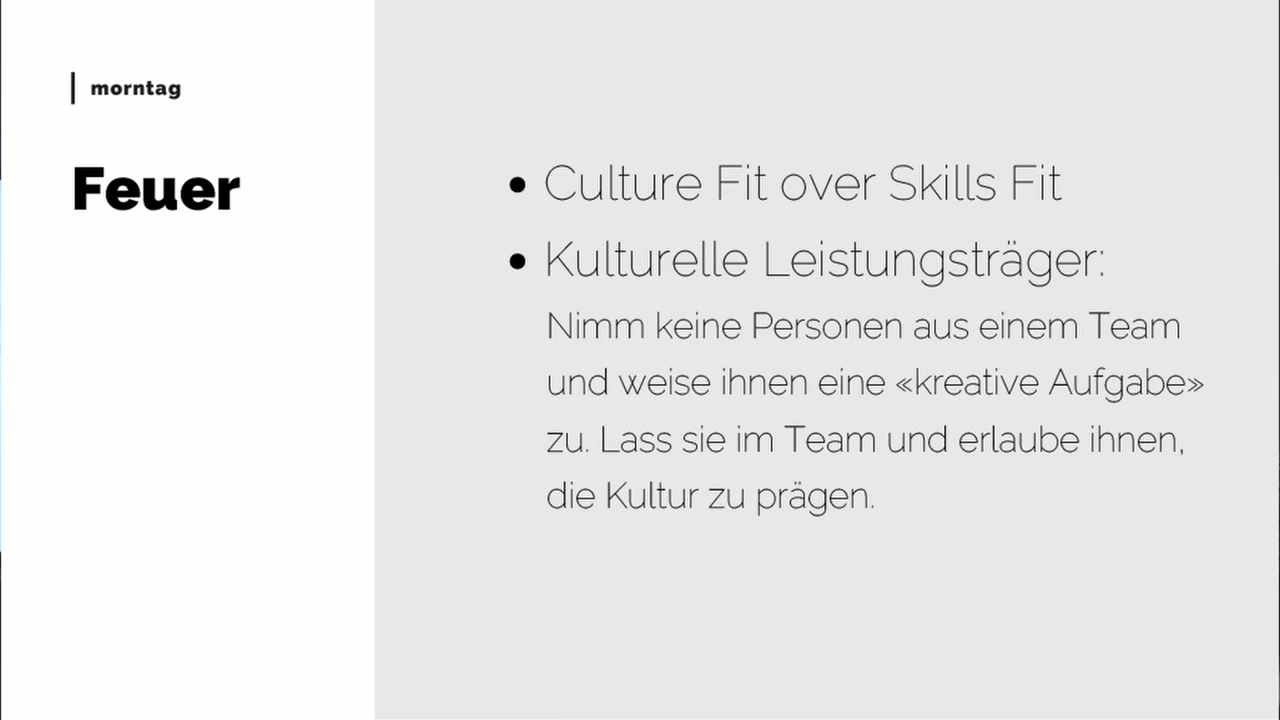 morntag
Feuer
• Culture Fit over Skills Fit
• Kulturelle Leistungsträger:
Nimm keine Personen aus einem Team
und weise ihnen eine «kreative Aufgabe»
zu. Lass sie im Team und erlaube ihnen,
die Kultur zu prägen.